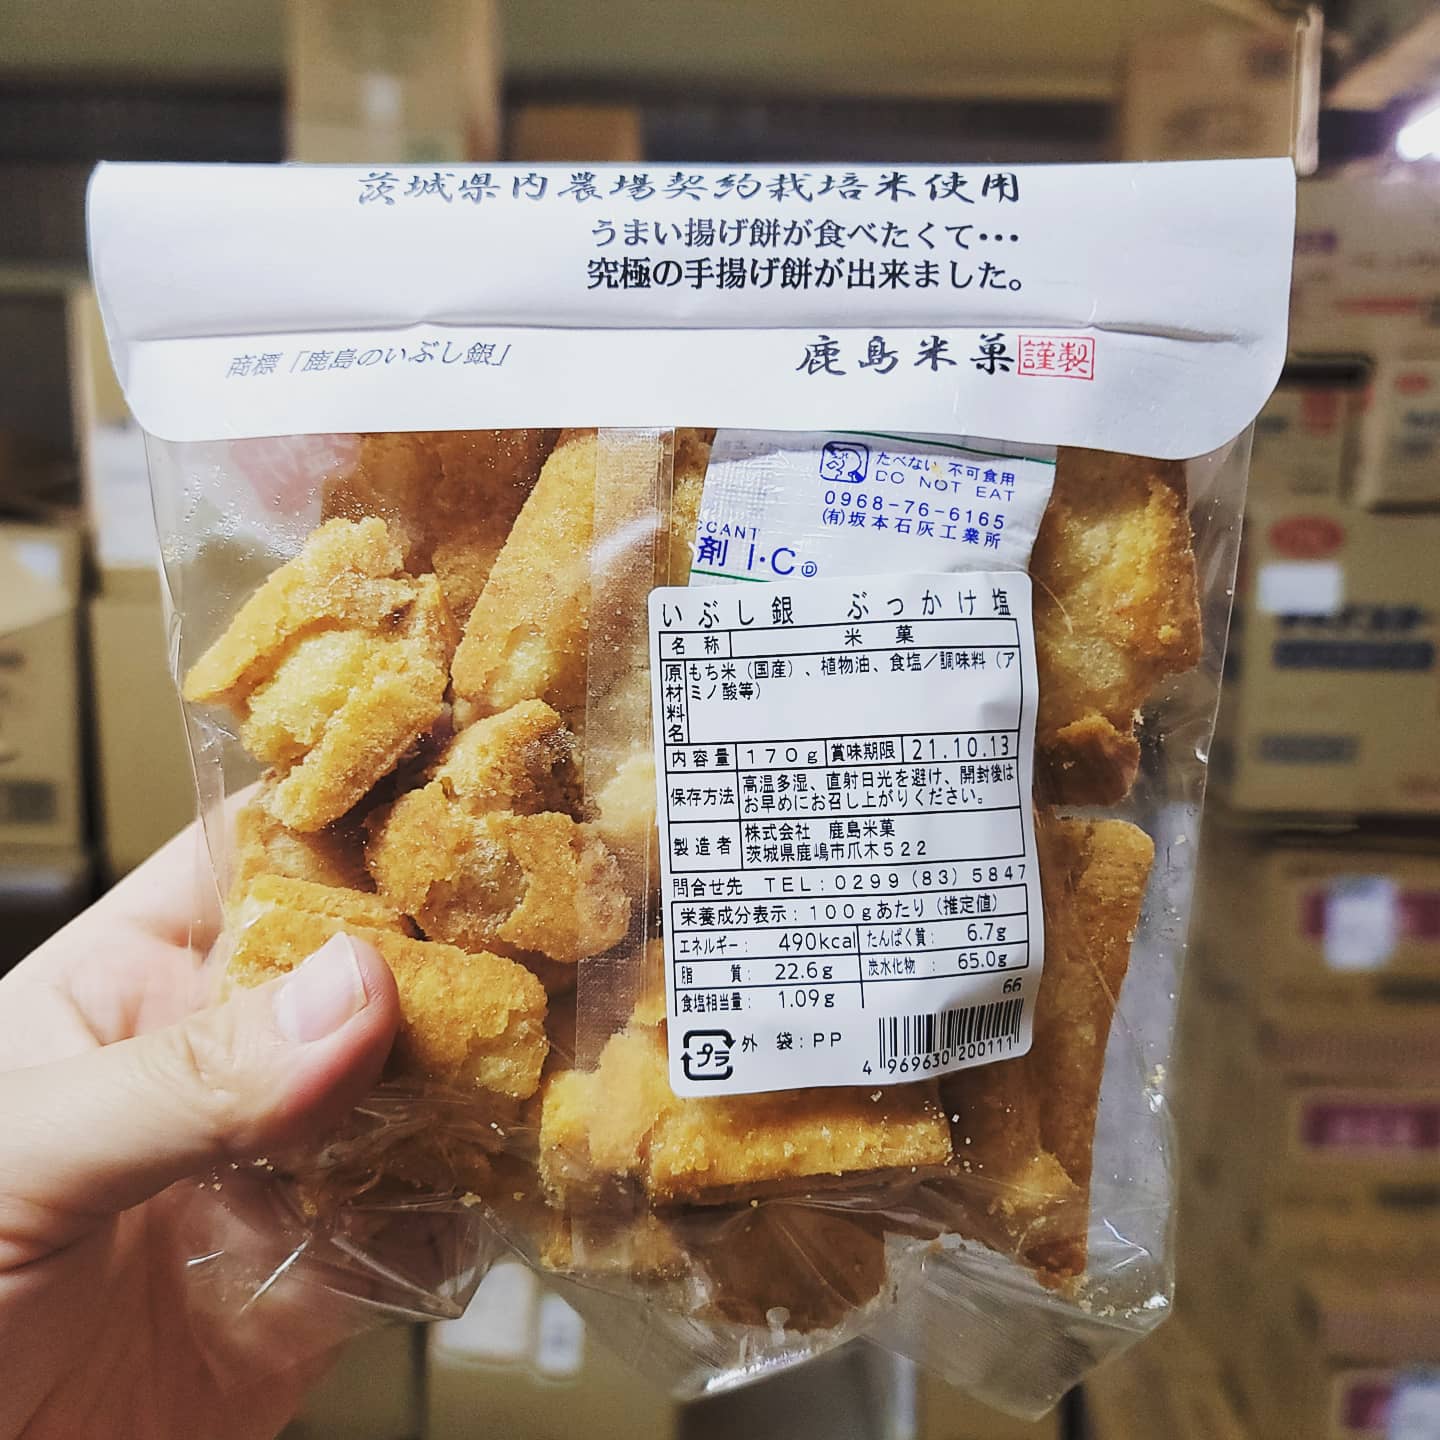 茨城県内農場契約栽培米使用
うまい揚げ餅が食べたくて・・・
究極の手揚げ餅が出来ました。
商標「鹿島のいぶし銀」
鹿島米菓 謹製
たべない 不可食用
DO NOT EAT
0968-76-6165
(有)坂本石灰工業所
CCANT
剤 I・C
いぶし銀 ぶっかけ塩
名称 米菓
原材料名 もち米（国産）、植物油、食塩／調味料（ア
ミノ酸等）
内容量 170g 賞味期限 21.10.13
保存方法 高温多湿、直射日光を避け、開封後は
お早めにお召し上がりください。
製造者 株式会社 鹿島米菓
茨城県鹿嶋市爪木522
問合せ先 TEL:0299(83)5847
栄養成分表示:100gあたり(推定値)
エネルギー: 490kcal たんぱく質: 6.7g
脂質: 22.6g 炭水化物: 65.0g
食塩相当量: 1.09g
66
プラ 外袋:PP
4 969630 200111